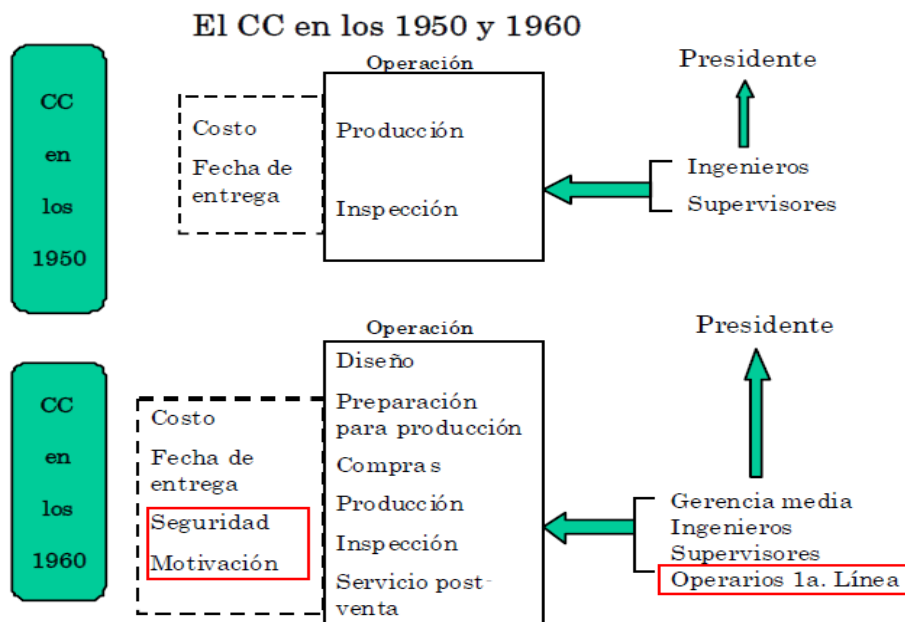 El CC en los 1950 y 1960
CC
en
los
1950
Costo
Fecha de
entrega
Operación
Producción
Inspección
Presidente
Ingenieros
Supervisores
CC
en
los
1960
Costo
Fecha de
entrega
Seguridad
Motivación
Operación
Diseño
Preparación
para producción
Compras
Producción
Inspección
Servicio post-
venta
Presidente
Gerencia media
Ingenieros
Supervisores
Operarios 1a. Línea